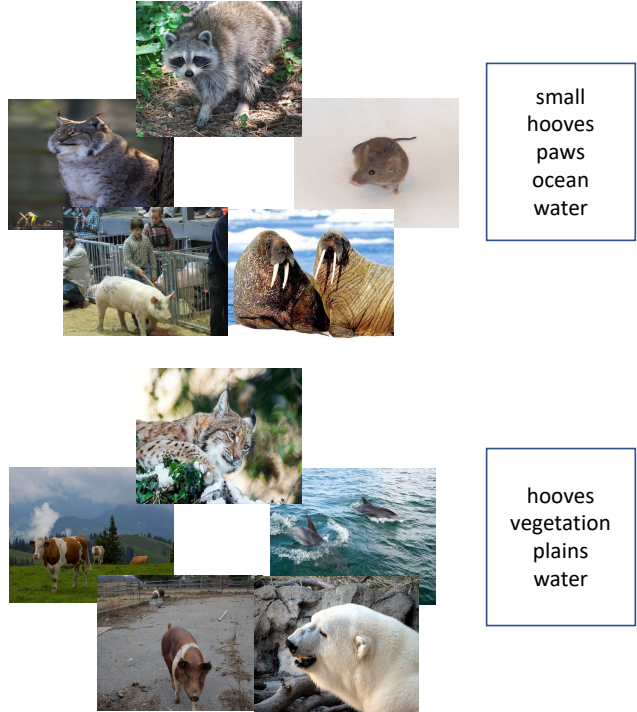 small
hooves
paws
ocean
water
hooves
vegetation
plains
water